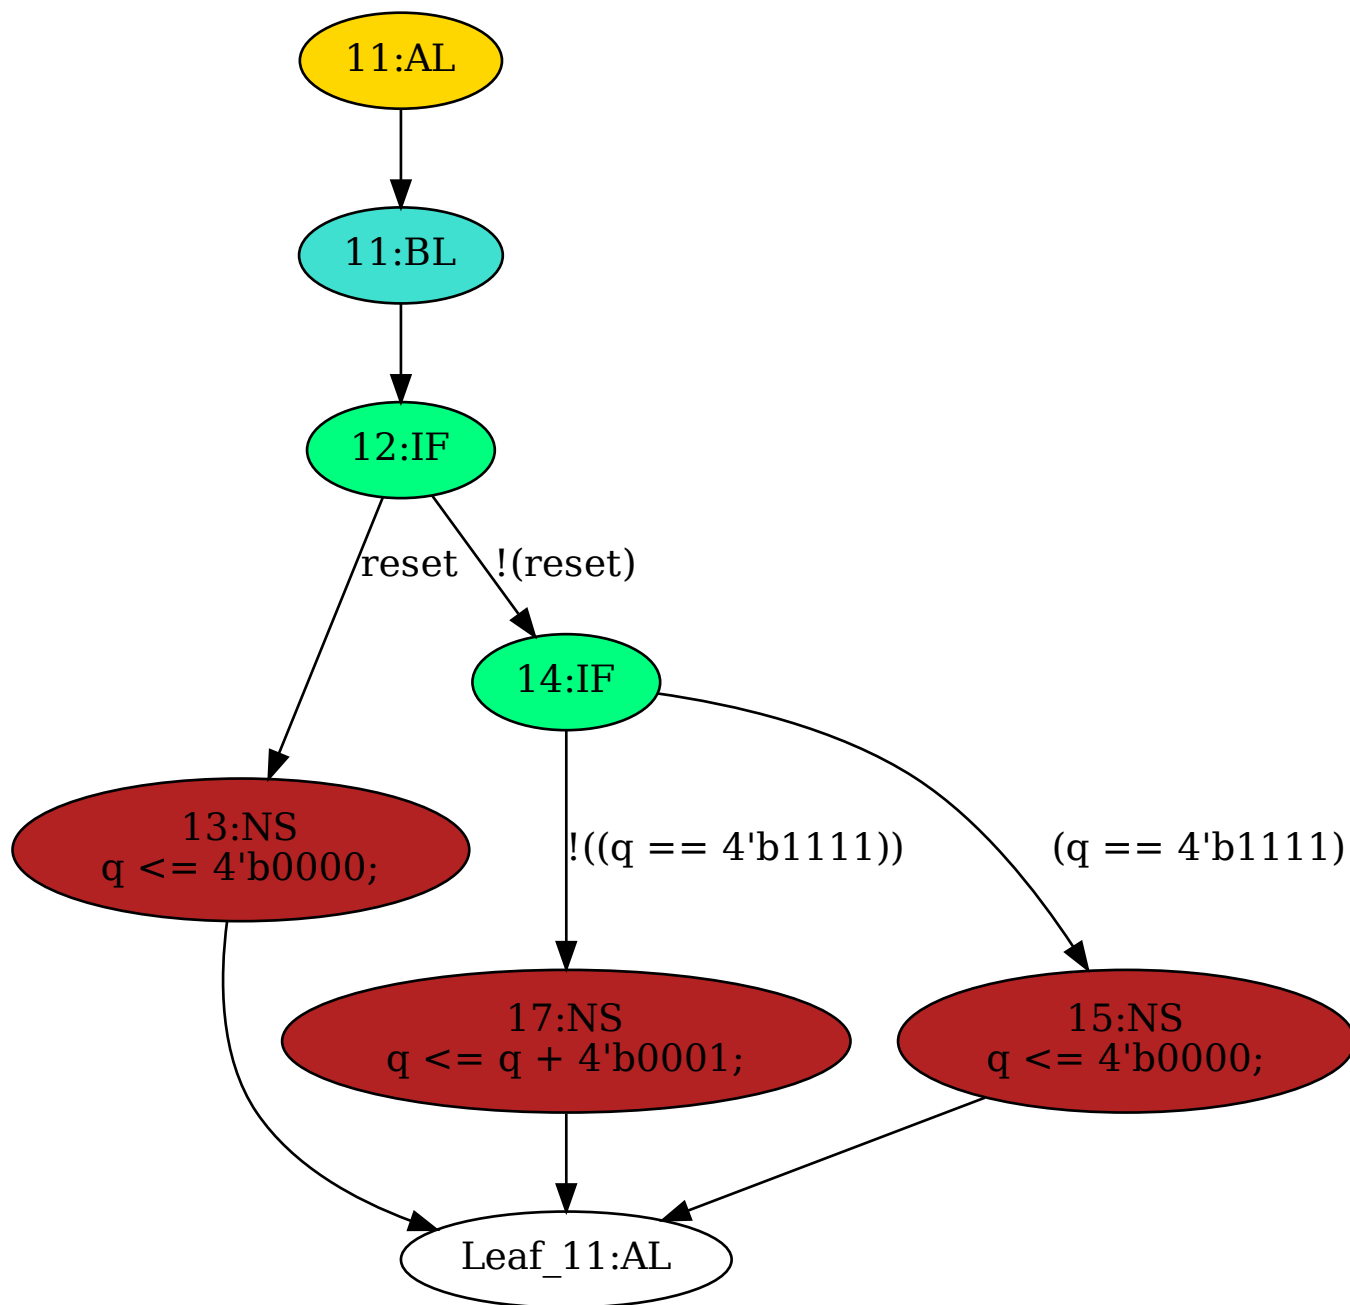 11:AL
11:BL
12:IF
reset
!(reset)
14:IF
13:NS
q <= 4'b0000;
!((q == 4'b1111))
(q == 4'b1111)
17:NS
q <= q + 4'b0001;
15:NS
q <= 4'b0000;
Leaf_11:AL